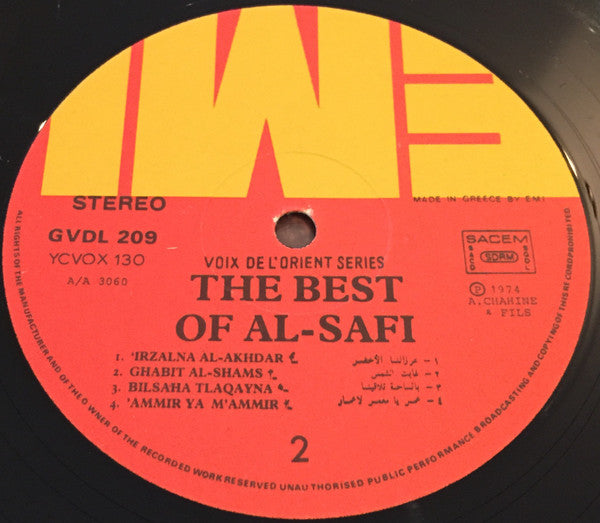 STEREO
MADE IN GREECE BY EMI
GVDL 209
YCVOX 130
A/A 3060
VOIX DE L'ORIENT SERIES
THE BEST
OF AL-SAFI
SACEM
SDRM
SACD
Ⓟ 1974
A. CHAHINE
& FILS
1. 'IRZALNA AL-AKHDAR
١ - عرزالنا الأخضر
2. GHABIT AL-SHAMS
٢ - غابت الشمس
3. BILSAHA TLAQAYNA
٣ - بالساحة تلاقينا
4. 'AMMIR YA M'AMMIR
٤ - عمر يا معمر
2
ALL RIGHTS OF THE MANUFACTURER AND OF THE OWNER OF THE RECORDED WORK RESERVED UNAUTHORISED PUBLIC PERFORMANCE BROADCASTING AND COPYING OF THIS RECORD PROHIBITED.